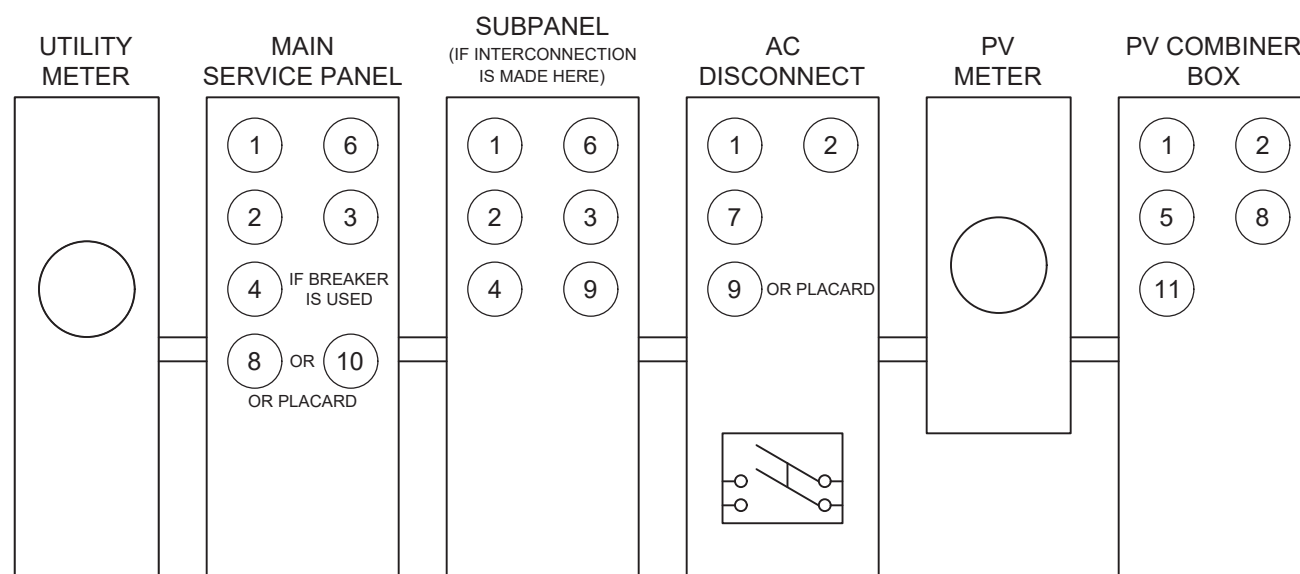 UTILITY
METER
MAIN
SERVICE PANEL
SUBPANEL
(IF INTERCONNECTION
IS MADE HERE)
AC
DISCONNECT
PV
METER
PV COMBINER
BOX
1 6
2 3
4 IF BREAKER
IS USED
8 OR 10
OR PLACARD
1 6
2 3
4 9
1 2
7
9 OR PLACARD
1 2
5 8
11